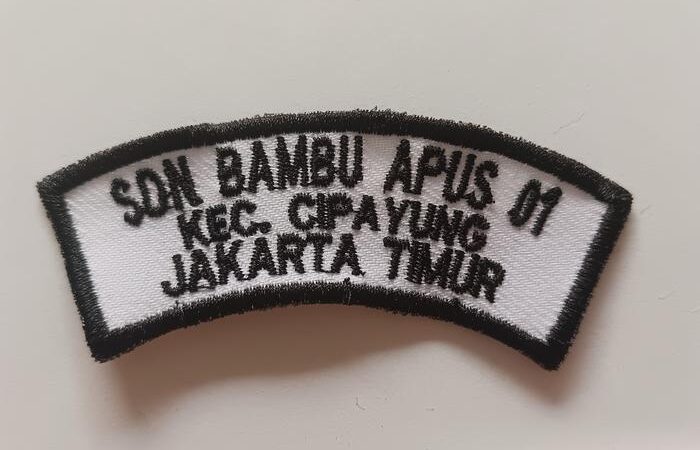 SDN BAMBU APUS 01
KEC. CIPAYUNG
JAKARTA TIMUR